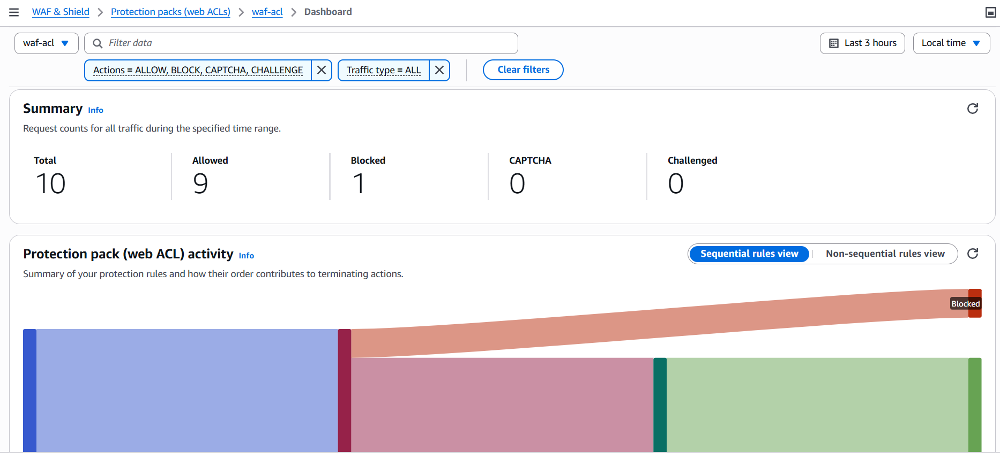 WAF & Shield > Protection packs (web ACLs) > waf-acl > Dashboard
waf-acl Filter data Last 3 hours Local time
Actions = ALLOW, BLOCK, CAPTCHA, CHALLENGE Traffic type = ALL Clear filters
Summary Info
Request counts for all traffic during the specified time range.
Total Allowed Blocked CAPTCHA Challenged
10 9 1 0 0
Protection pack (web ACL) activity Info Sequential rules view Non-sequential rules view
Summary of your protection rules and how their order contributes to terminating actions.
Blocked